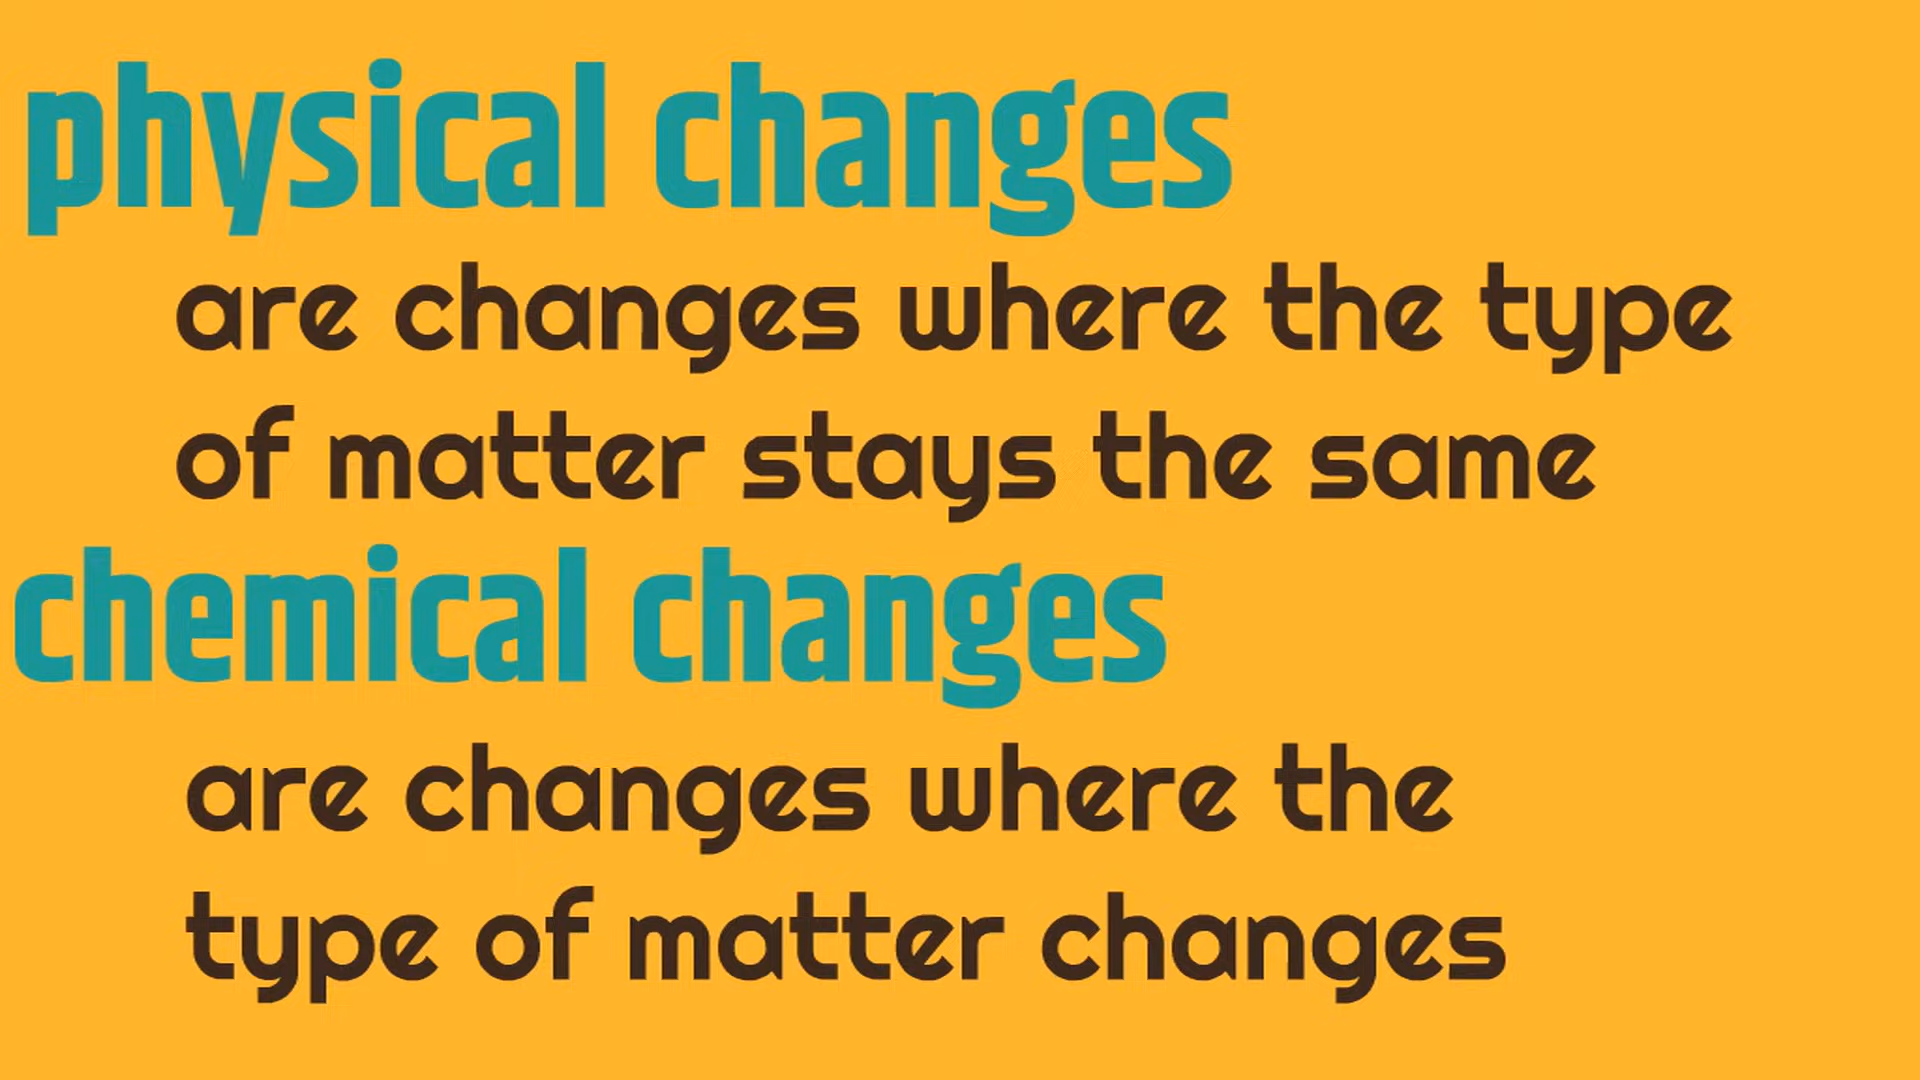 physical changes
are changes where the type
of matter stays the same
chemical changes
are changes where the
type of matter changes